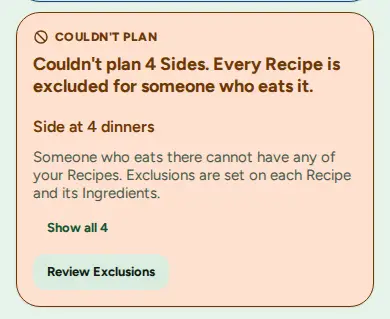 COULDN'T PLAN
Couldn't plan 4 Sides. Every Recipe is
excluded for someone who eats it.
Side at 4 dinners
Someone who eats there cannot have any of
your Recipes. Exclusions are set on each Recipe
and its Ingredients.
Show all 4
Review Exclusions